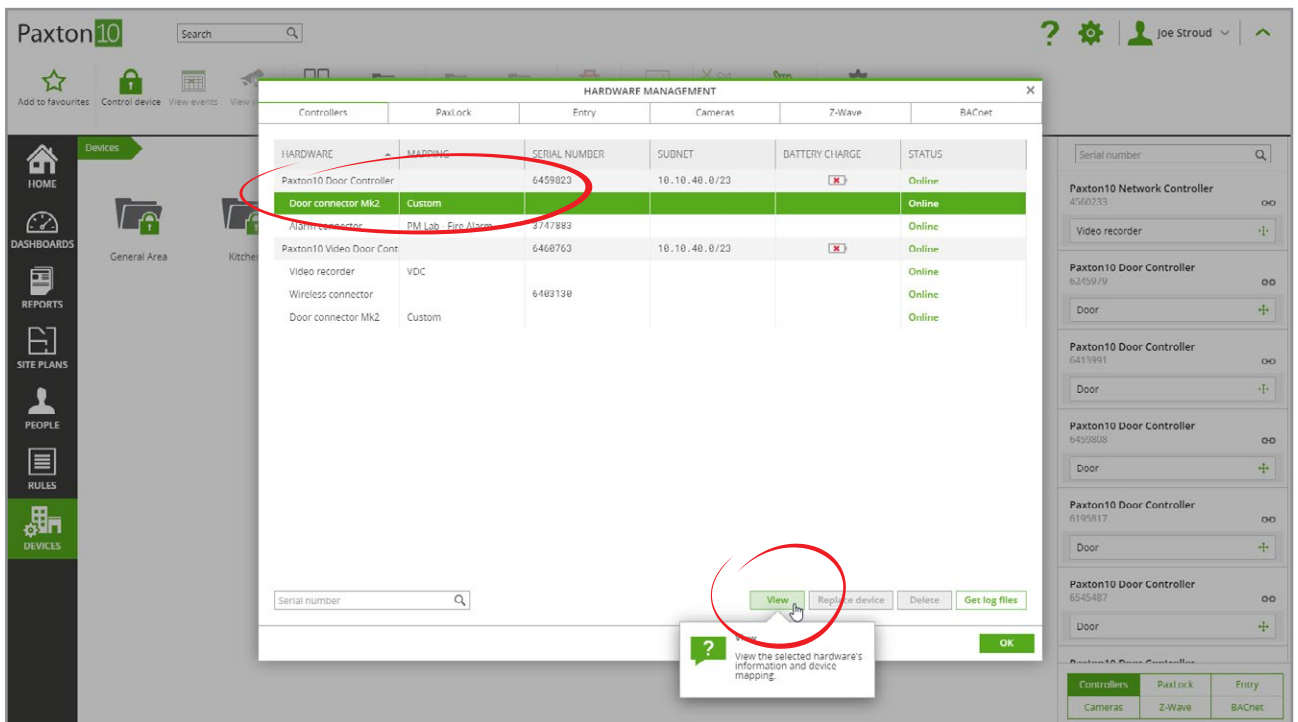 Paxton10
Search
Joe Stroud
Add to favourites
Control device
View events
HARDWARE MANAGEMENT
Controllers PaxLock Entry Cameras Z-Wave BACnet
HARDWARE MAPPING SERIAL NUMBER SUBNET BATTERY CHARGE STATUS
Paxton10 Door Controller 6459823 10.10.40.0/23 Online
Door connector Mk2 Custom Online
Alarm connector PM Lab - Fire Alarm 3747883 Online
Paxton10 Video Door Cont 6460763 10.10.40.0/23 Online
Video recorder VDC Online
Wireless connector 6403130 Online
Door connector Mk2 Custom Online
Serial number
View Replace device Delete Get log files
View
View the selected hardware's
information and device
mapping.
OK
HOME
DASHBOARDS
REPORTS
SITE PLANS
PEOPLE
RULES
DEVICES
Devices
General Area
Serial number
Paxton10 Network Controller
4560233
Video recorder
Paxton10 Door Controller
6245979
Door
Paxton10 Door Controller
6413991
Door
Paxton10 Door Controller
6459808
Door
Paxton10 Door Controller
6195817
Door
Paxton10 Door Controller
6545487
Door
Paxton10 Door Controller
Controllers PaxLock Entry
Cameras Z-Wave BACnet